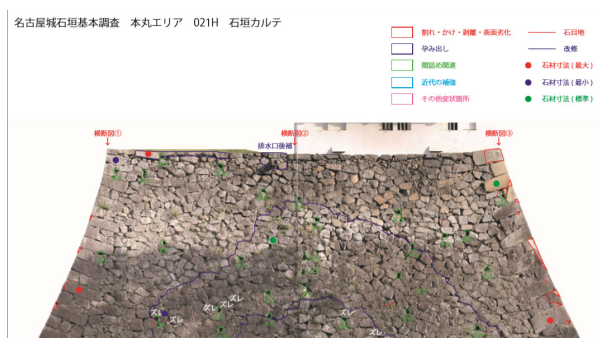 名古屋城石垣基本調査　本丸エリア　021H　石垣カルテ
割れ・かけ・剥離・表面劣化
石目地
孕み出し
改修
間詰め関連
石材寸法(最大)
近代の補強
石材寸法(最小)
その他変状箇所
石材寸法(標準)
横断図①
横断図②
横断図③
排水口後補
ズレ
ズレ
ズレ
ズレ
ズレ
ズレ
ズレ